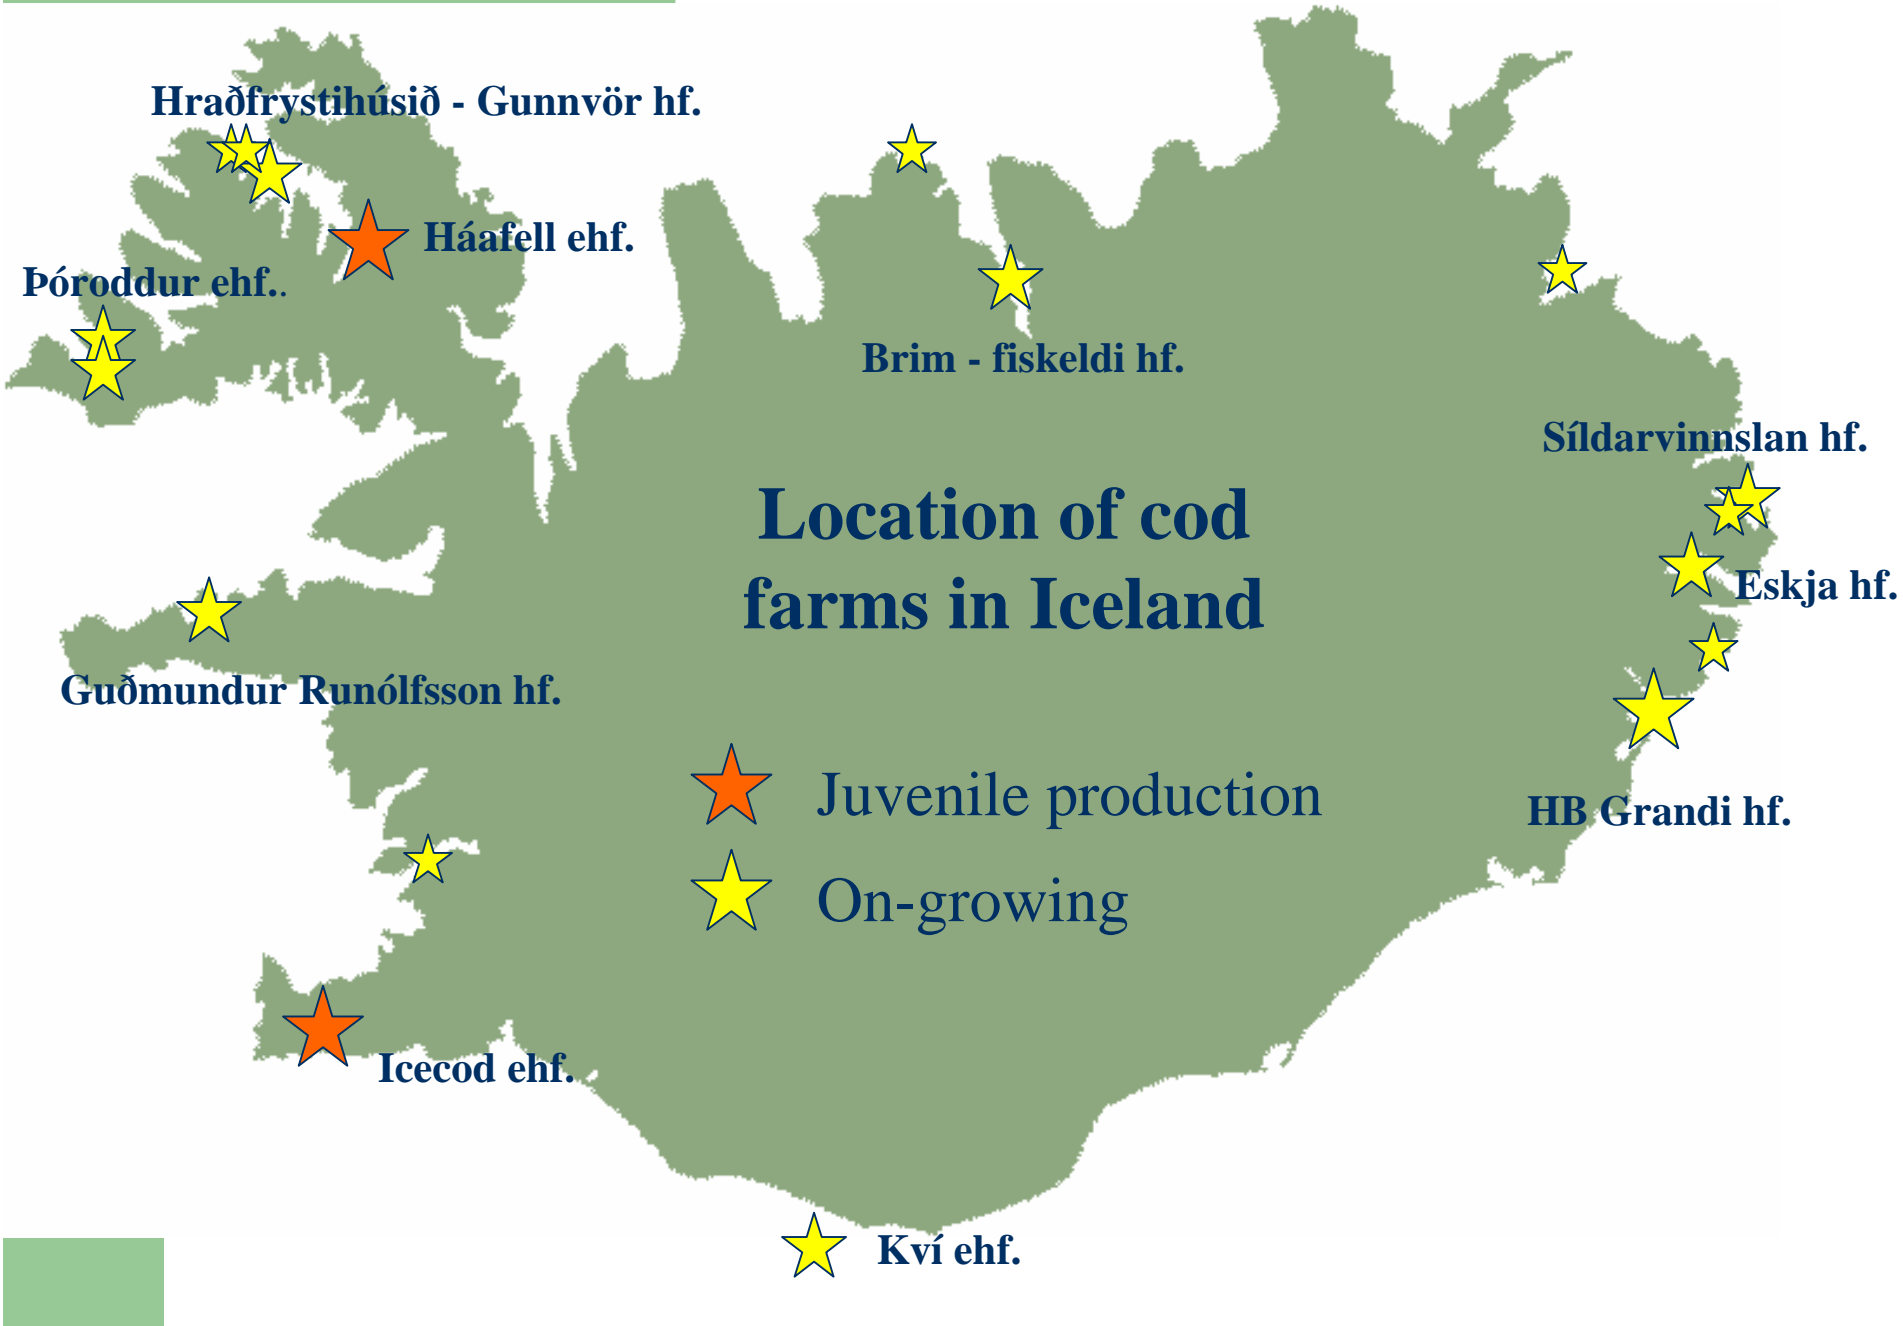 Hraðfrystihúsið - Gunnvör hf.
Háafell ehf.
Þóroddur ehf..
Brim - fiskeldi hf.
Síldarvinnslan hf.
Location of cod
farms in Iceland
Eskja hf.
Guðmundur Runólfsson hf.
Juvenile production
HB Grandi hf.
On-growing
Icecod ehf.
Kví ehf.